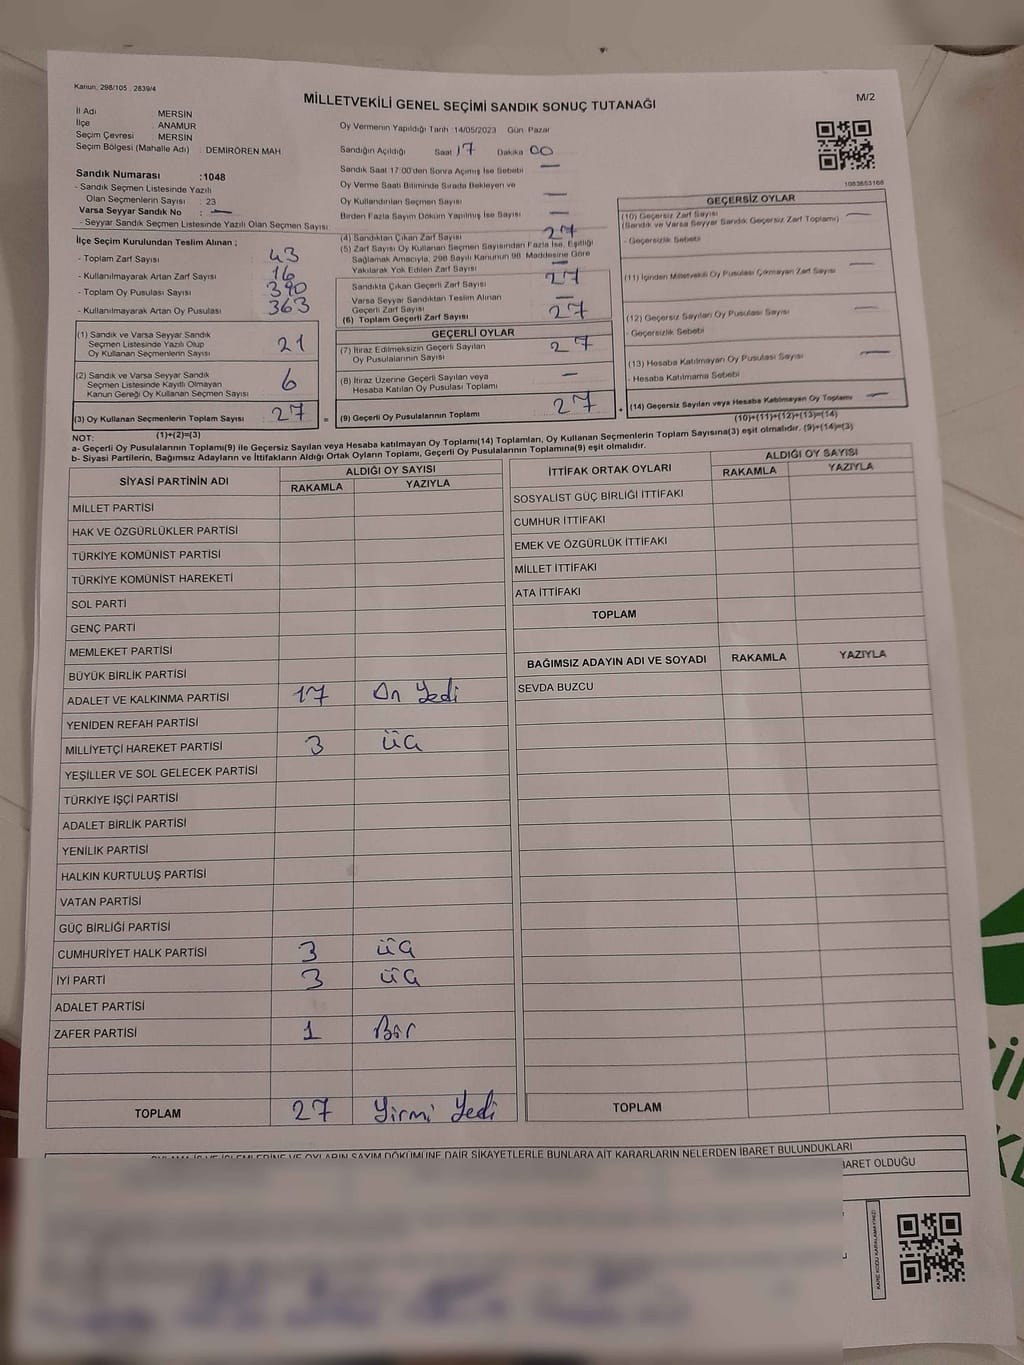 Kanun, 298/105 , 2839/4
MİLLETVEKİLİ GENEL SEÇİMİ SANDIK SONUÇ TUTANAĞI
M/2
İl Adı MERSİN
İlçe ANAMUR
Seçim Çevresi MERSİN
Seçim Bölgesi (Mahalle Adı) : DEMİRÖREN MAH
Oy Vermenin Yapıldığı Tarih :14/05/2023 Gün Pazar
Sandığın Açıldığı Saat 17 Dakika 00
Sandık Saat 17:00'den Sonra Açımış İse Sebebi —
Oy Verme Saati Bitiminde Sırada Bekleyen ve
Oy Kullandırılan Seçmen Sayısı —
Birden Fazla Sayım Döküm Yapılmış İse Sayısı —
1083653166
Sandık Numarası :1048
- Sandık Seçmen Listesinde Yazılı
Olan Seçmenlerin Sayısı : 23
Varsa Seyyar Sandık No : —
- Seyyar Sandık Seçmen Listesinde Yazılı Olan Seçmen Sayısı:
İlçe Seçim Kurulundan Teslim Alınan ;
- Toplam Zarf Sayısı 43
- Kullanılmayarak Artan Zarf Sayısı 16
- Toplam Oy Pusulası Sayısı 390
- Kullanılmayarak Artan Oy Pusulası 363
(1) Sandık ve Varsa Seyyar Sandık
Seçmen Listesinde Yazılı Olup
Oy Kullanan Seçmenlerin Sayısı 21
(2) Sandık ve Varsa Seyyar Sandık
Seçmen Listesinde Kayıtlı Olmayan
Kanun Gereği Oy Kullanan Seçmen Sayısı 6
(3) Oy Kullanan Seçmenlerin Toplam Sayısı 27 =
(4) Sandıktan Çıkan Zarf Sayısı 27
(5) Zarf Sayısı Oy Kullanan Seçmen Sayısından Fazla İse, Eşitliği
Sağlamak Amacıyla, 298 Sayılı Kanunun 98. Maddesine Göre
Yakılarak Yok Edilen Zarf Sayısı
Sandıkta Çıkan Geçerli Zarf Sayısı 27
Varsa Seyyar Sandıktan Teslim Alınan
Geçerli Zarf Sayısı —
(6) Toplam Geçerli Zarf Sayısı 27
GEÇERLİ OYLAR
(7) İtiraz Edilmeksizin Geçerli Sayılan
Oy Pusulalarının Sayısı 27
(8) İtiraz Üzerine Geçerli Sayılan veya
Hesaba Katılan Oy Pusulası Toplamı —
(9) Geçerli Oy Pusulalarının Toplamı 27 +
GEÇERSİZ OYLAR
(10) Geçersiz Zarf Sayısı —
(Sandık ve Varsa Seyyar Sandık Geçersiz Zarf Toplamı)
- Geçersizlik Sebebi
(11) İçinden Milletvekili Oy Pusulası Çıkmayan Zarf Sayısı —
(12) Geçersiz Sayılan Oy Pusulası Sayısı —
- Geçersizlik Sebebi
(13) Hesaba Katılmayan Oy Pusulası Sayısı —
- Hesaba Katılmama Sebebi
(14) Geçersiz Sayılan veya Hesaba Katılmayan Oy Toplamı —
(10)+(11)+(12)+(13)=(14)
NOT: (1)+(2)=(3)
a- Geçerli Oy Pusulalarının Toplamı(9) ile Geçersiz Sayılan veya Hesaba katılmayan Oy Toplamı(14) Toplamları, Oy Kullanan Seçmenlerin Toplam Sayısına(3) eşit olmalıdır. (9)+(14)=(3)
b- Siyasi Partilerin, Bağımsız Adayların ve İttifakların Aldığı Ortak Oyların Toplamı, Geçerli Oy Pusulalarının Toplamına(9) eşit olmalıdır.
SİYASİ PARTİNİN ADI ALDIĞI OY SAYISI
RAKAMLA YAZIYLA
MİLLET PARTİSİ
HAK VE ÖZGÜRLÜKLER PARTİSİ
TÜRKİYE KOMÜNİST PARTİSİ
TÜRKİYE KOMÜNİST HAREKETİ
SOL PARTİ
GENÇ PARTİ
MEMLEKET PARTİSİ
BÜYÜK BİRLİK PARTİSİ
ADALET VE KALKINMA PARTİSİ 17 On Yedi
YENİDEN REFAH PARTİSİ
MİLLİYETÇİ HAREKET PARTİSİ 3 üç
YEŞİLLER VE SOL GELECEK PARTİSİ
TÜRKİYE İŞÇİ PARTİSİ
ADALET BİRLİK PARTİSİ
YENİLİK PARTİSİ
HALKIN KURTULUŞ PARTİSİ
VATAN PARTİSİ
GÜÇ BİRLİĞİ PARTİSİ
CUMHURİYET HALK PARTİSİ 3 üç
İYİ PARTİ 3 üç
ADALET PARTİSİ
ZAFER PARTİSİ 1 Bir
TOPLAM 27 Yirmi Yedi
İTTİFAK ORTAK OYLARI ALDIĞI OY SAYISI
RAKAMLA YAZIYLA
SOSYALİST GÜÇ BİRLİĞİ İTTİFAKI
CUMHUR İTTİFAKI
EMEK VE ÖZGÜRLÜK İTTİFAKI
MİLLET İTTİFAKI
ATA İTTİFAKI
TOPLAM
BAĞIMSIZ ADAYIN ADI VE SOYADI RAKAMLA YAZIYLA
SEVDA BUZCU
TOPLAM
OYLARIN SAYIM DÖKÜMÜNE DAİR ŞİKAYETLERLE BUNLARA AİT KARARLARIN NELERDEN İBARET BULUNDUKLARI
İBARET OLDUĞU
KARE KODU KARALAMAYINIZ!